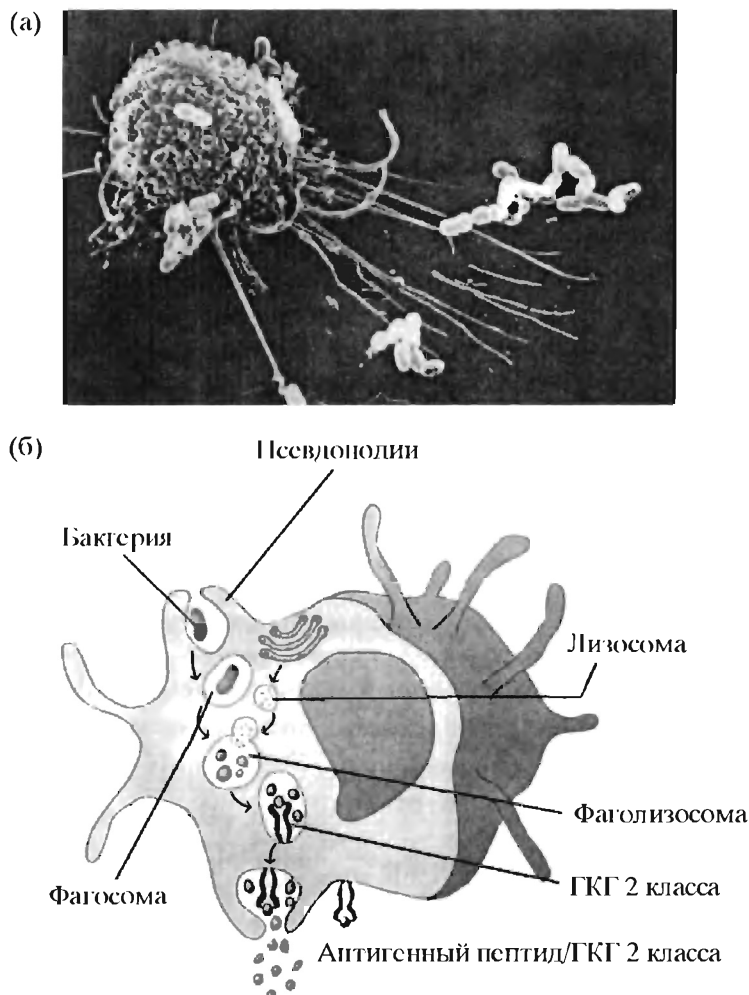 (а)
(б)
Псевдоподии
Бактерия
Лизосома
Фаголизосома
ГКГ 2 класса
Фагосома
Антигенный пептид/ГКГ 2 класса